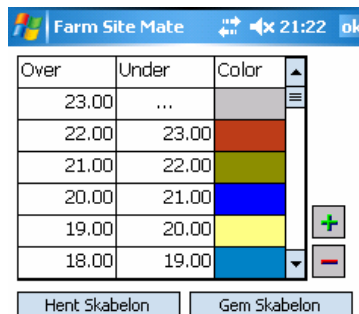 Farm Site Mate 21:22 ok
Over Under Color
23.00 ...
22.00 23.00
21.00 22.00
20.00 21.00
19.00 20.00
18.00 19.00
Hent Skabelon Gem Skabelon